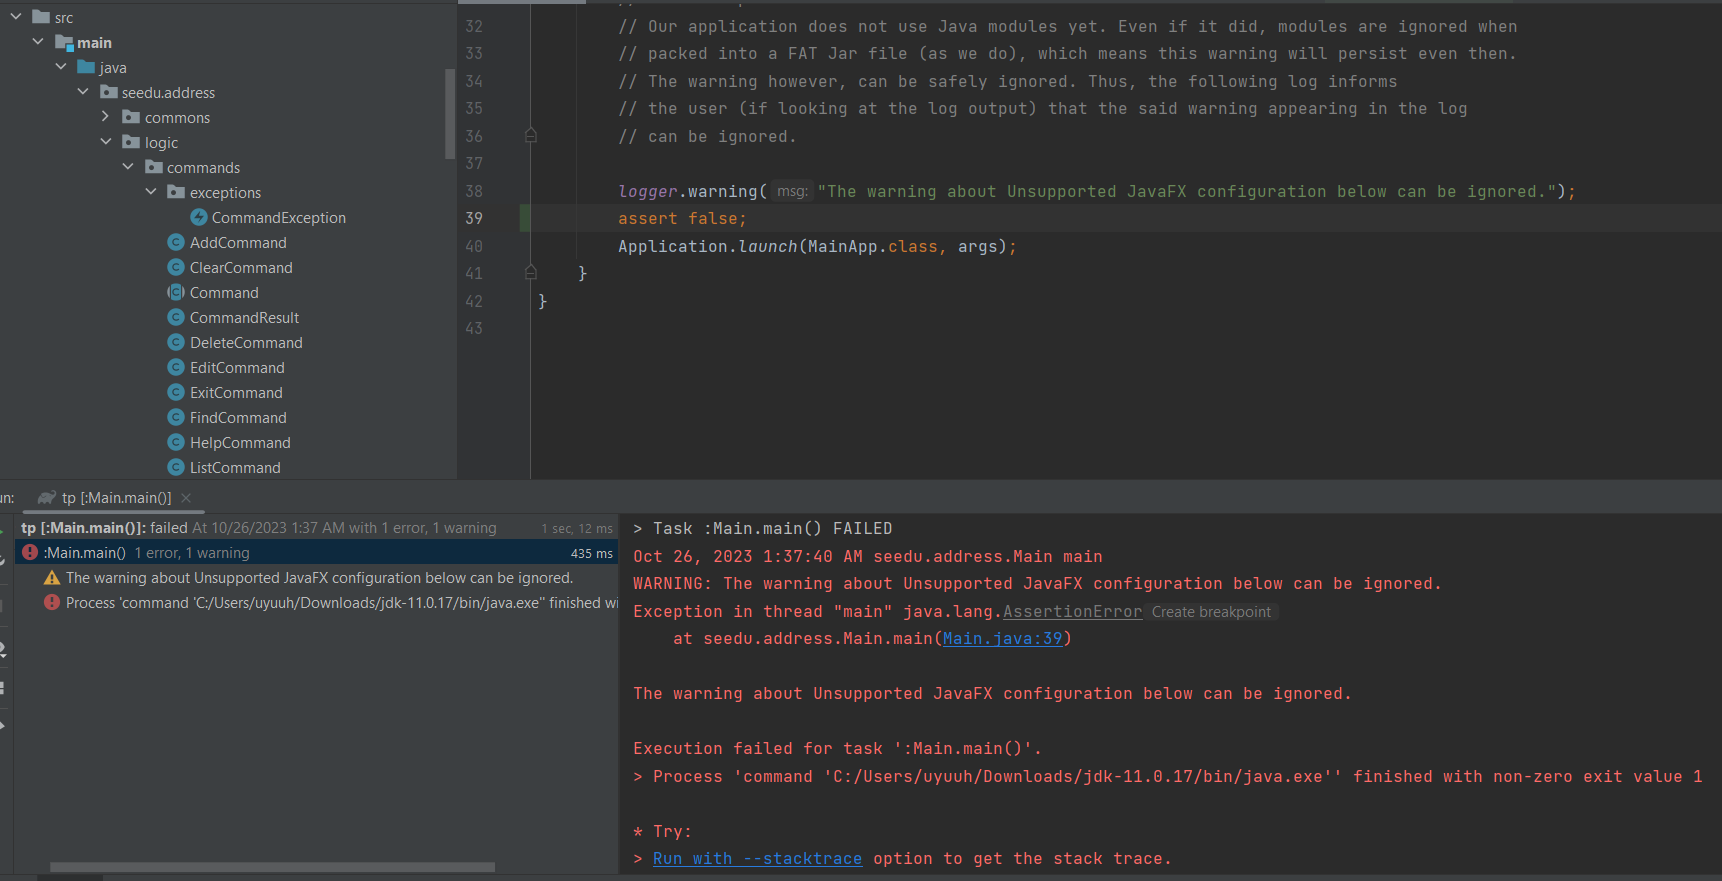 src
main
java
seedu.address
commons
logic
commands
exceptions
CommandException
AddCommand
ClearCommand
Command
CommandResult
DeleteCommand
EditCommand
ExitCommand
FindCommand
HelpCommand
ListCommand
32 // Our application does not use Java modules yet. Even if it did, modules are ignored when
33 // packed into a FAT Jar file (as we do), which means this warning will persist even then.
34 // The warning however, can be safely ignored. Thus, the following log informs
35 // the user (if looking at the log output) that the said warning appearing in the log
36 // can be ignored.
37
38 logger.warning( msg: "The warning about Unsupported JavaFX configuration below can be ignored.");
39 assert false;
40 Application.launch(MainApp.class, args);
41 }
42 }
43
un: tp [:Main.main()]
tp [:Main.main()]: failed At 10/26/2023 1:37 AM with 1 error, 1 warning 1 sec, 12 ms
:Main.main() 1 error, 1 warning 435 ms
The warning about Unsupported JavaFX configuration below can be ignored.
Process 'command 'C:/Users/uyuuh/Downloads/jdk-11.0.17/bin/java.exe'' finished wi
> Task :Main.main() FAILED
Oct 26, 2023 1:37:40 AM seedu.address.Main main
WARNING: The warning about Unsupported JavaFX configuration below can be ignored.
Exception in thread "main" java.lang.AssertionError Create breakpoint
at seedu.address.Main.main(Main.java:39)
The warning about Unsupported JavaFX configuration below can be ignored.
Execution failed for task ':Main.main()'.
> Process 'command 'C:/Users/uyuuh/Downloads/jdk-11.0.17/bin/java.exe'' finished with non-zero exit value 1
* Try:
> Run with --stacktrace option to get the stack trace.